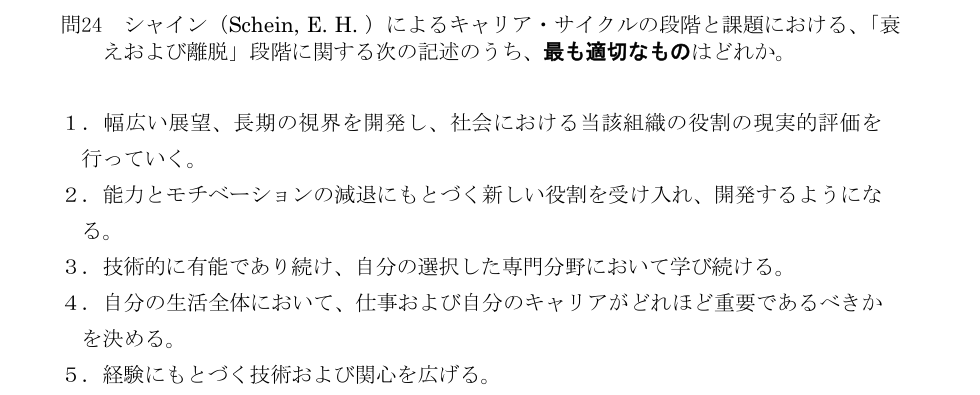 問24　シャイン（Schein, E. H. ）によるキャリア・サイクルの段階と課題における、「衰
えおよび離脱」段階に関する次の記述のうち、最も適切なものはどれか。
１．幅広い展望、長期の視界を開発し、社会における当該組織の役割の現実的評価を
行っていく。
２．能力とモチベーションの減退にもとづく新しい役割を受け入れ、開発するようにな
る。
３．技術的に有能であり続け、自分の選択した専門分野において学び続ける。
４．自分の生活全体において、仕事および自分のキャリアがどれほど重要であるべきか
を決める。
５．経験にもとづく技術および関心を広げる。